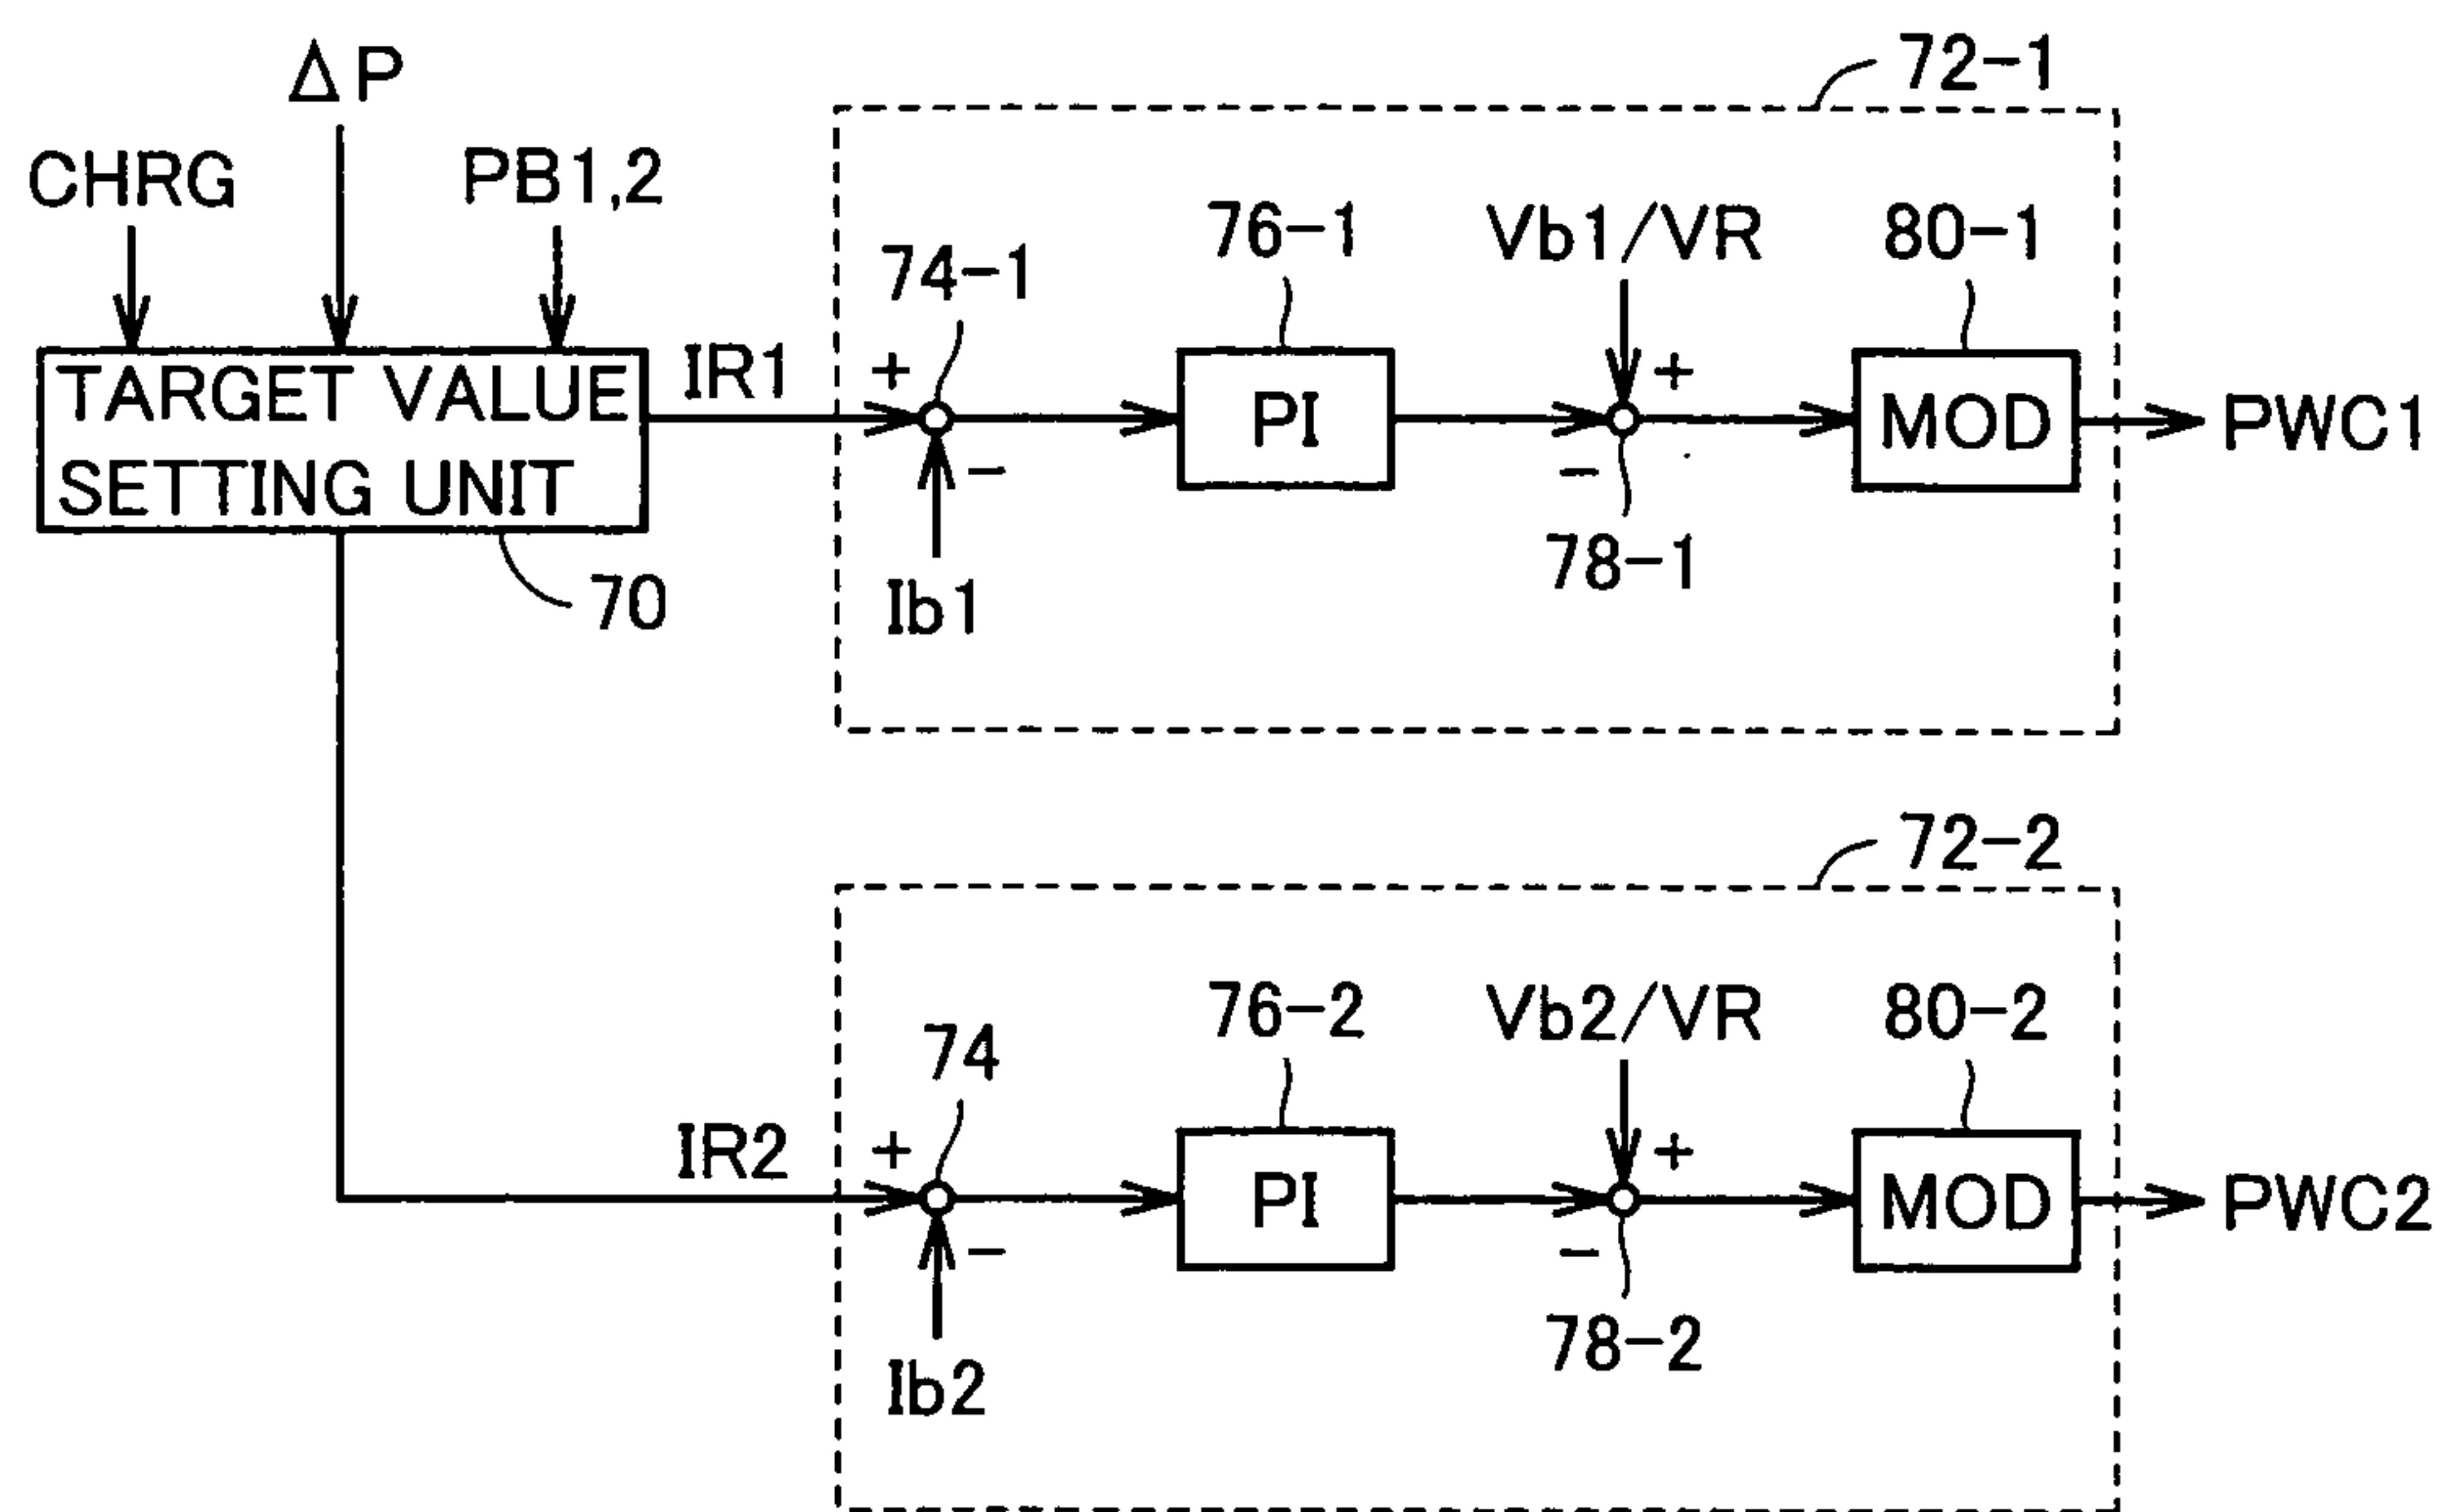 ΔP
CHRG
PB1,2
TARGET VALUE
SETTING UNIT
70
IR1
72-1
74-1
+
-
Ib1
76-1
PI
Vb1/VR
+
-
78-1
80-1
MOD
PWC1
72-2
IR2
74
+
-
Ib2
76-2
PI
Vb2/VR
+
-
78-2
80-2
MOD
PWC2